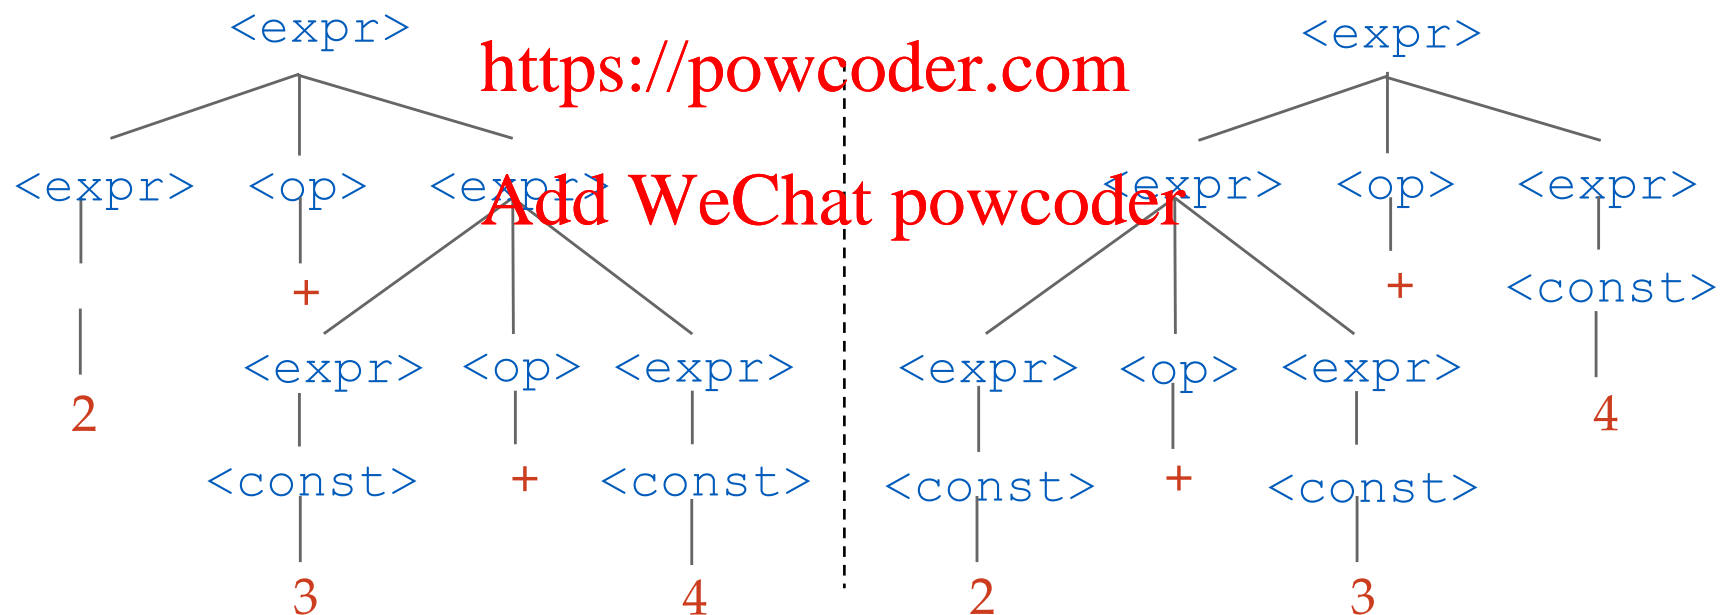 <expr> https://powcoder.com <expr>
<expr> <op> <expr> Add WeChat powcoder <expr> <op> <expr>
+ + <const>
<expr> <op> <expr> <expr> <op> <expr>
2 4
<const> + <const> <const> + <const>
3 4 2 3